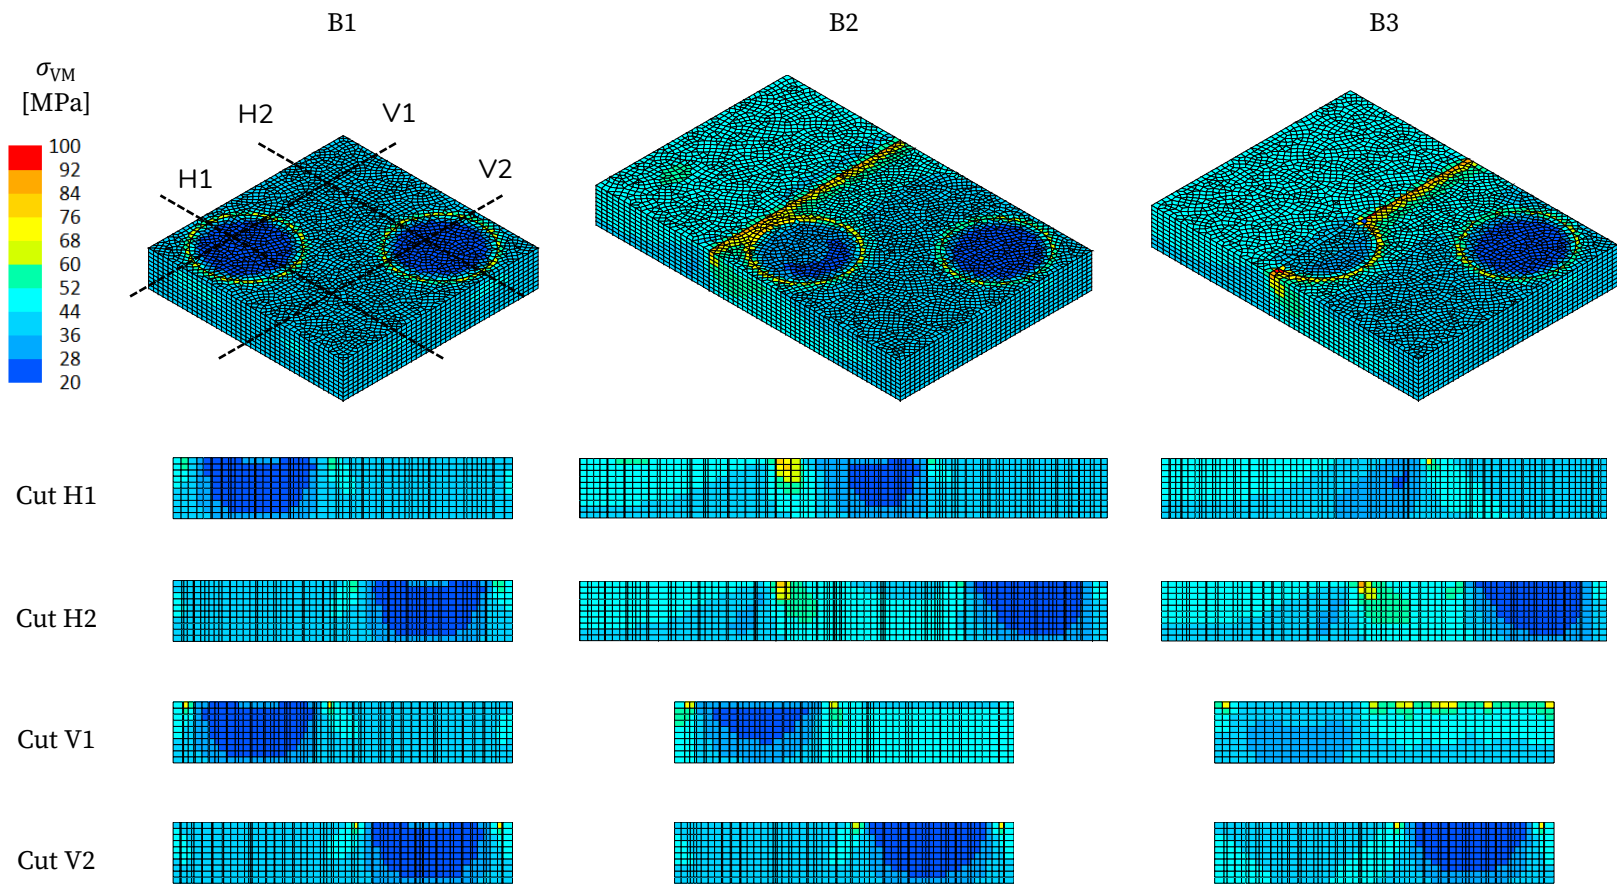 B1
B2
B3
σVM
[MPa]
100
92
84
76
68
60
52
44
36
28
20
H1
H2
V1
V2
Cut H1
Cut H2
Cut V1
Cut V2